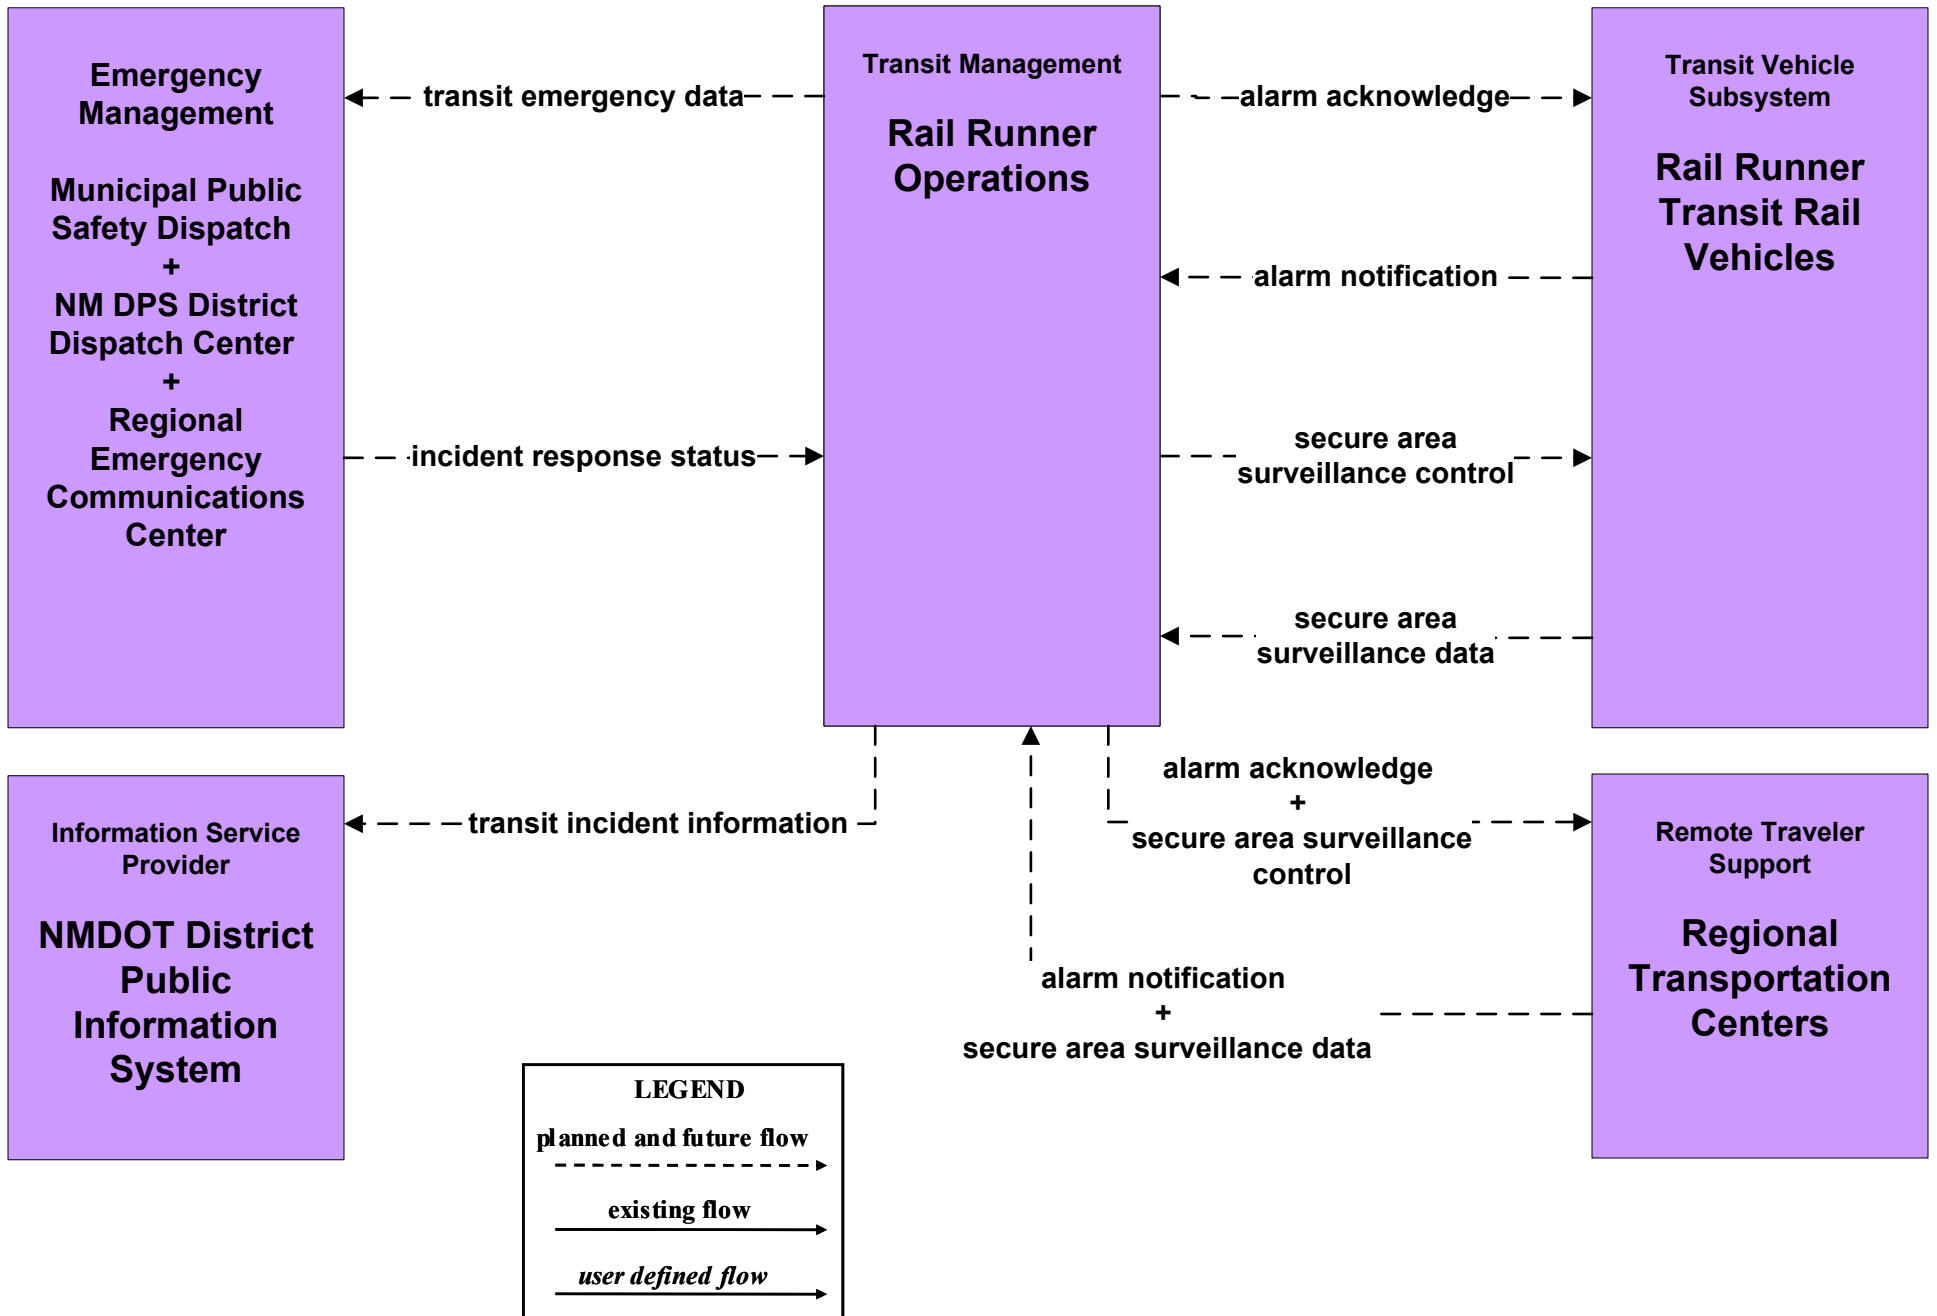 Emergency
Management
Municipal Public
Safety Dispatch
+
NM DPS District
Dispatch Center
+
Regional
Emergency
Communications
Center
transit emergency data
incident response status
Transit Management
Rail Runner
Operations
alarm acknowledge
alarm notification
secure area
surveillance control
secure area
surveillance data
Transit Vehicle
Subsystem
Rail Runner
Transit Rail
Vehicles
Information Service
Provider
NMDOT District
Public
Information
System
transit incident information
alarm acknowledge
+
secure area surveillance
control
alarm notification
+
secure area surveillance data
Remote Traveler
Support
Regional
Transportation
Centers
LEGEND
planned and future flow
existing flow
user defined flow